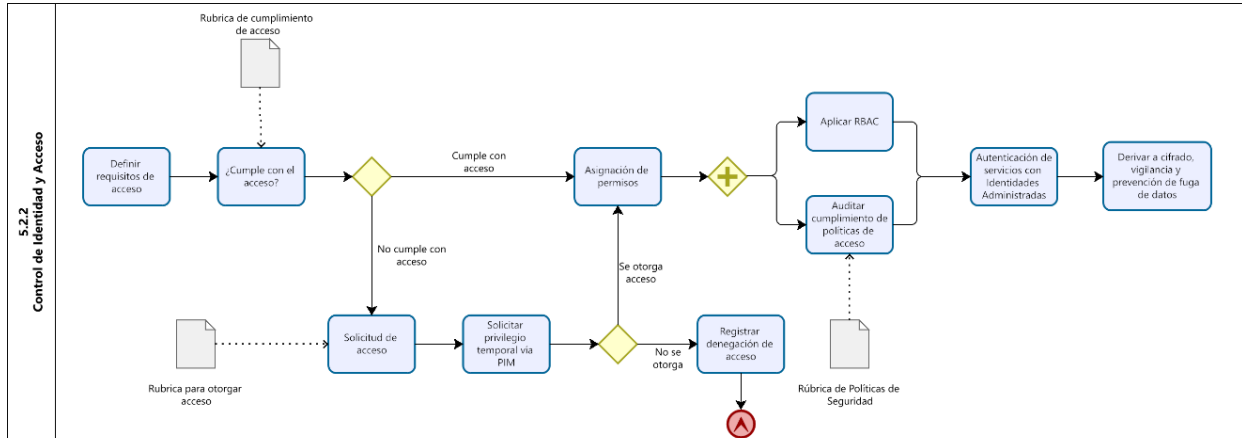 5.2.2
Control de Identidad y Acceso
Rubrica de cumplimiento
de acceso
Definir
requisitos de
acceso
¿Cumple con el
acceso?
Cumple con
acceso
No cumple con
acceso
Asignación de
permisos
Aplicar RBAC
Auditar
cumplimiento de
políticas de
acceso
Autenticación de
servicios con
Identidades
Administradas
Derivar a cifrado,
vigilancia y
prevención de fuga
de datos
Se otorga
acceso
Rubrica para otorgar
acceso
Solicitud de
acceso
Solicitar
privilegio
temporal via
PIM
No se
otorga
Registrar
denegación de
acceso
Rúbrica de Políticas de
Seguridad